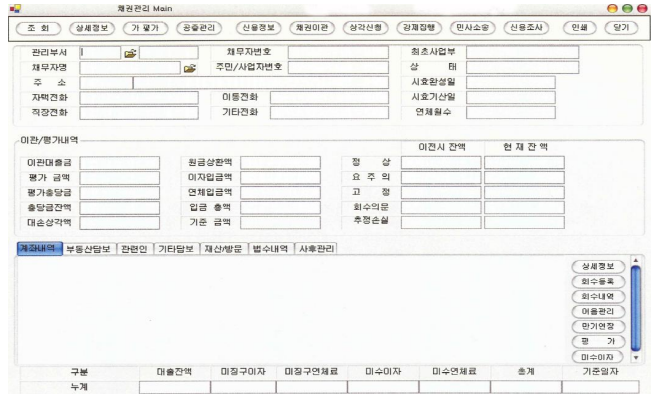 채권관리 Main
조 회 상세정보 가 평가 공증관리 신용정보 채권이관 상각신청 강제집행 민사소송 신용조사 인쇄 닫기
관리부서 채무자번호 최초사업부
채무자명 주민/사업자번호 상 태
주 소 시효완성일
자택전화 이동전화 시효기산일
직장전화 기타전화 연체월수
이관/평가내역 이전시 잔액 현 재 잔 액
이관대출금 원금상환액 정 상
평가 금액 이자입금액 요 주 의
평가충당금 연체입금액 고 정
충당금잔액 입금 총액 회수의문
대손상각액 기준 금액 추정손실
계좌내역 부동산담보 관련인 기타담보 재산/방문 법수내역 사후관리
상세정보
회수등록
회수내역
어음관리
만기연장
평 가
미수이자
구분 대출잔액 미징구이자 미징구연체료 미수이자 미수연체료 총계 기준일자
누계